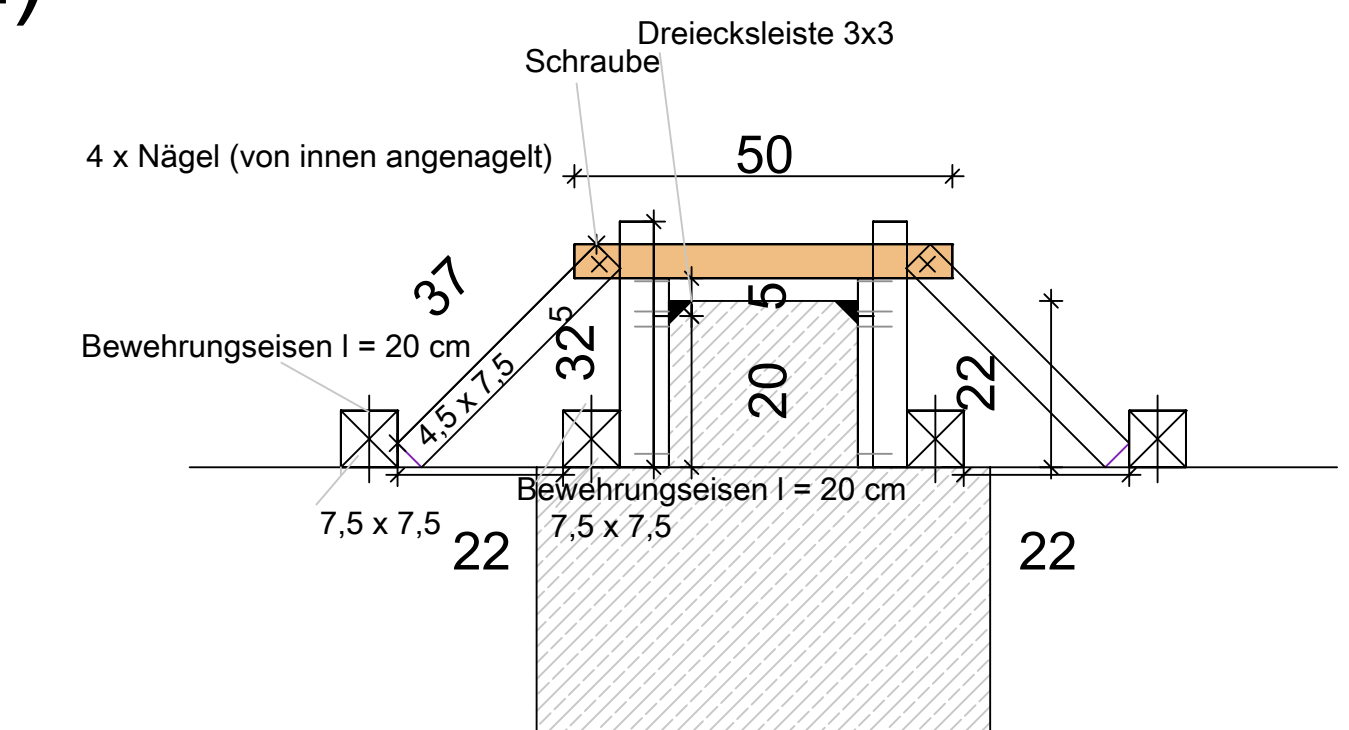 )
Dreiecksleiste 3x3
Schraube
4 x Nägel (von innen angenagelt)
50
37
5
5
Bewehrungseisen l = 20 cm
32
4,5 x 7,5
20
22
Bewehrungseisen l = 20 cm
7,5 x 7,5
7,5 x 7,5
22
22